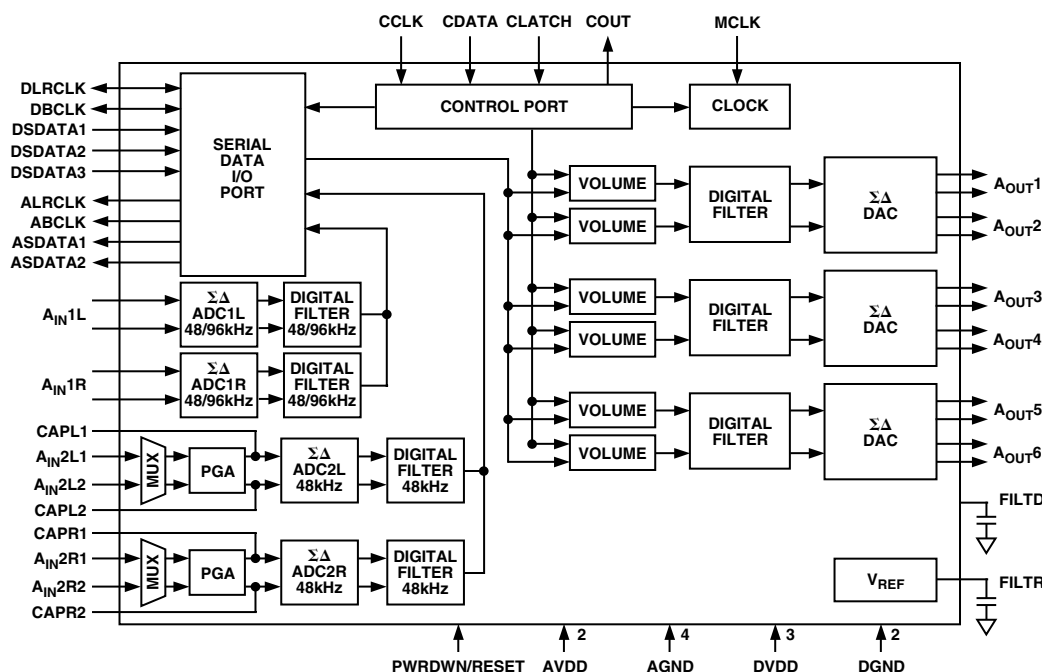 CCLK CDATA CLATCH COUT MCLK
DLRCLK
DBCLK
DSDATA1
DSDATA2
DSDATA3
ALRCLK
ABCLK
ASDATA1
ASDATA2
SERIAL
DATA
I/O
PORT
CONTROL PORT
CLOCK
VOLUME
VOLUME
DIGITAL
FILTER
ΣΔ
DAC
AOUT1
AOUT2
VOLUME
VOLUME
DIGITAL
FILTER
ΣΔ
DAC
AOUT3
AOUT4
VOLUME
VOLUME
DIGITAL
FILTER
ΣΔ
DAC
AOUT5
AOUT6
AIN1L
ΣΔ
ADC1L
48/96kHz
DIGITAL
FILTER
48/96kHz
AIN1R
ΣΔ
ADC1R
48/96kHz
DIGITAL
FILTER
48/96kHz
CAPL1
AIN2L1
AIN2L2
CAPL2
MUX
PGA
ΣΔ
ADC2L
48kHz
DIGITAL
FILTER
48kHz
CAPR1
AIN2R1
AIN2R2
CAPR2
MUX
PGA
ΣΔ
ADC2R
48kHz
DIGITAL
FILTER
48kHz
FILTD
VREF
FILTR
2 4 3 2
PWRDWN/RESET AVDD AGND DVDD DGND